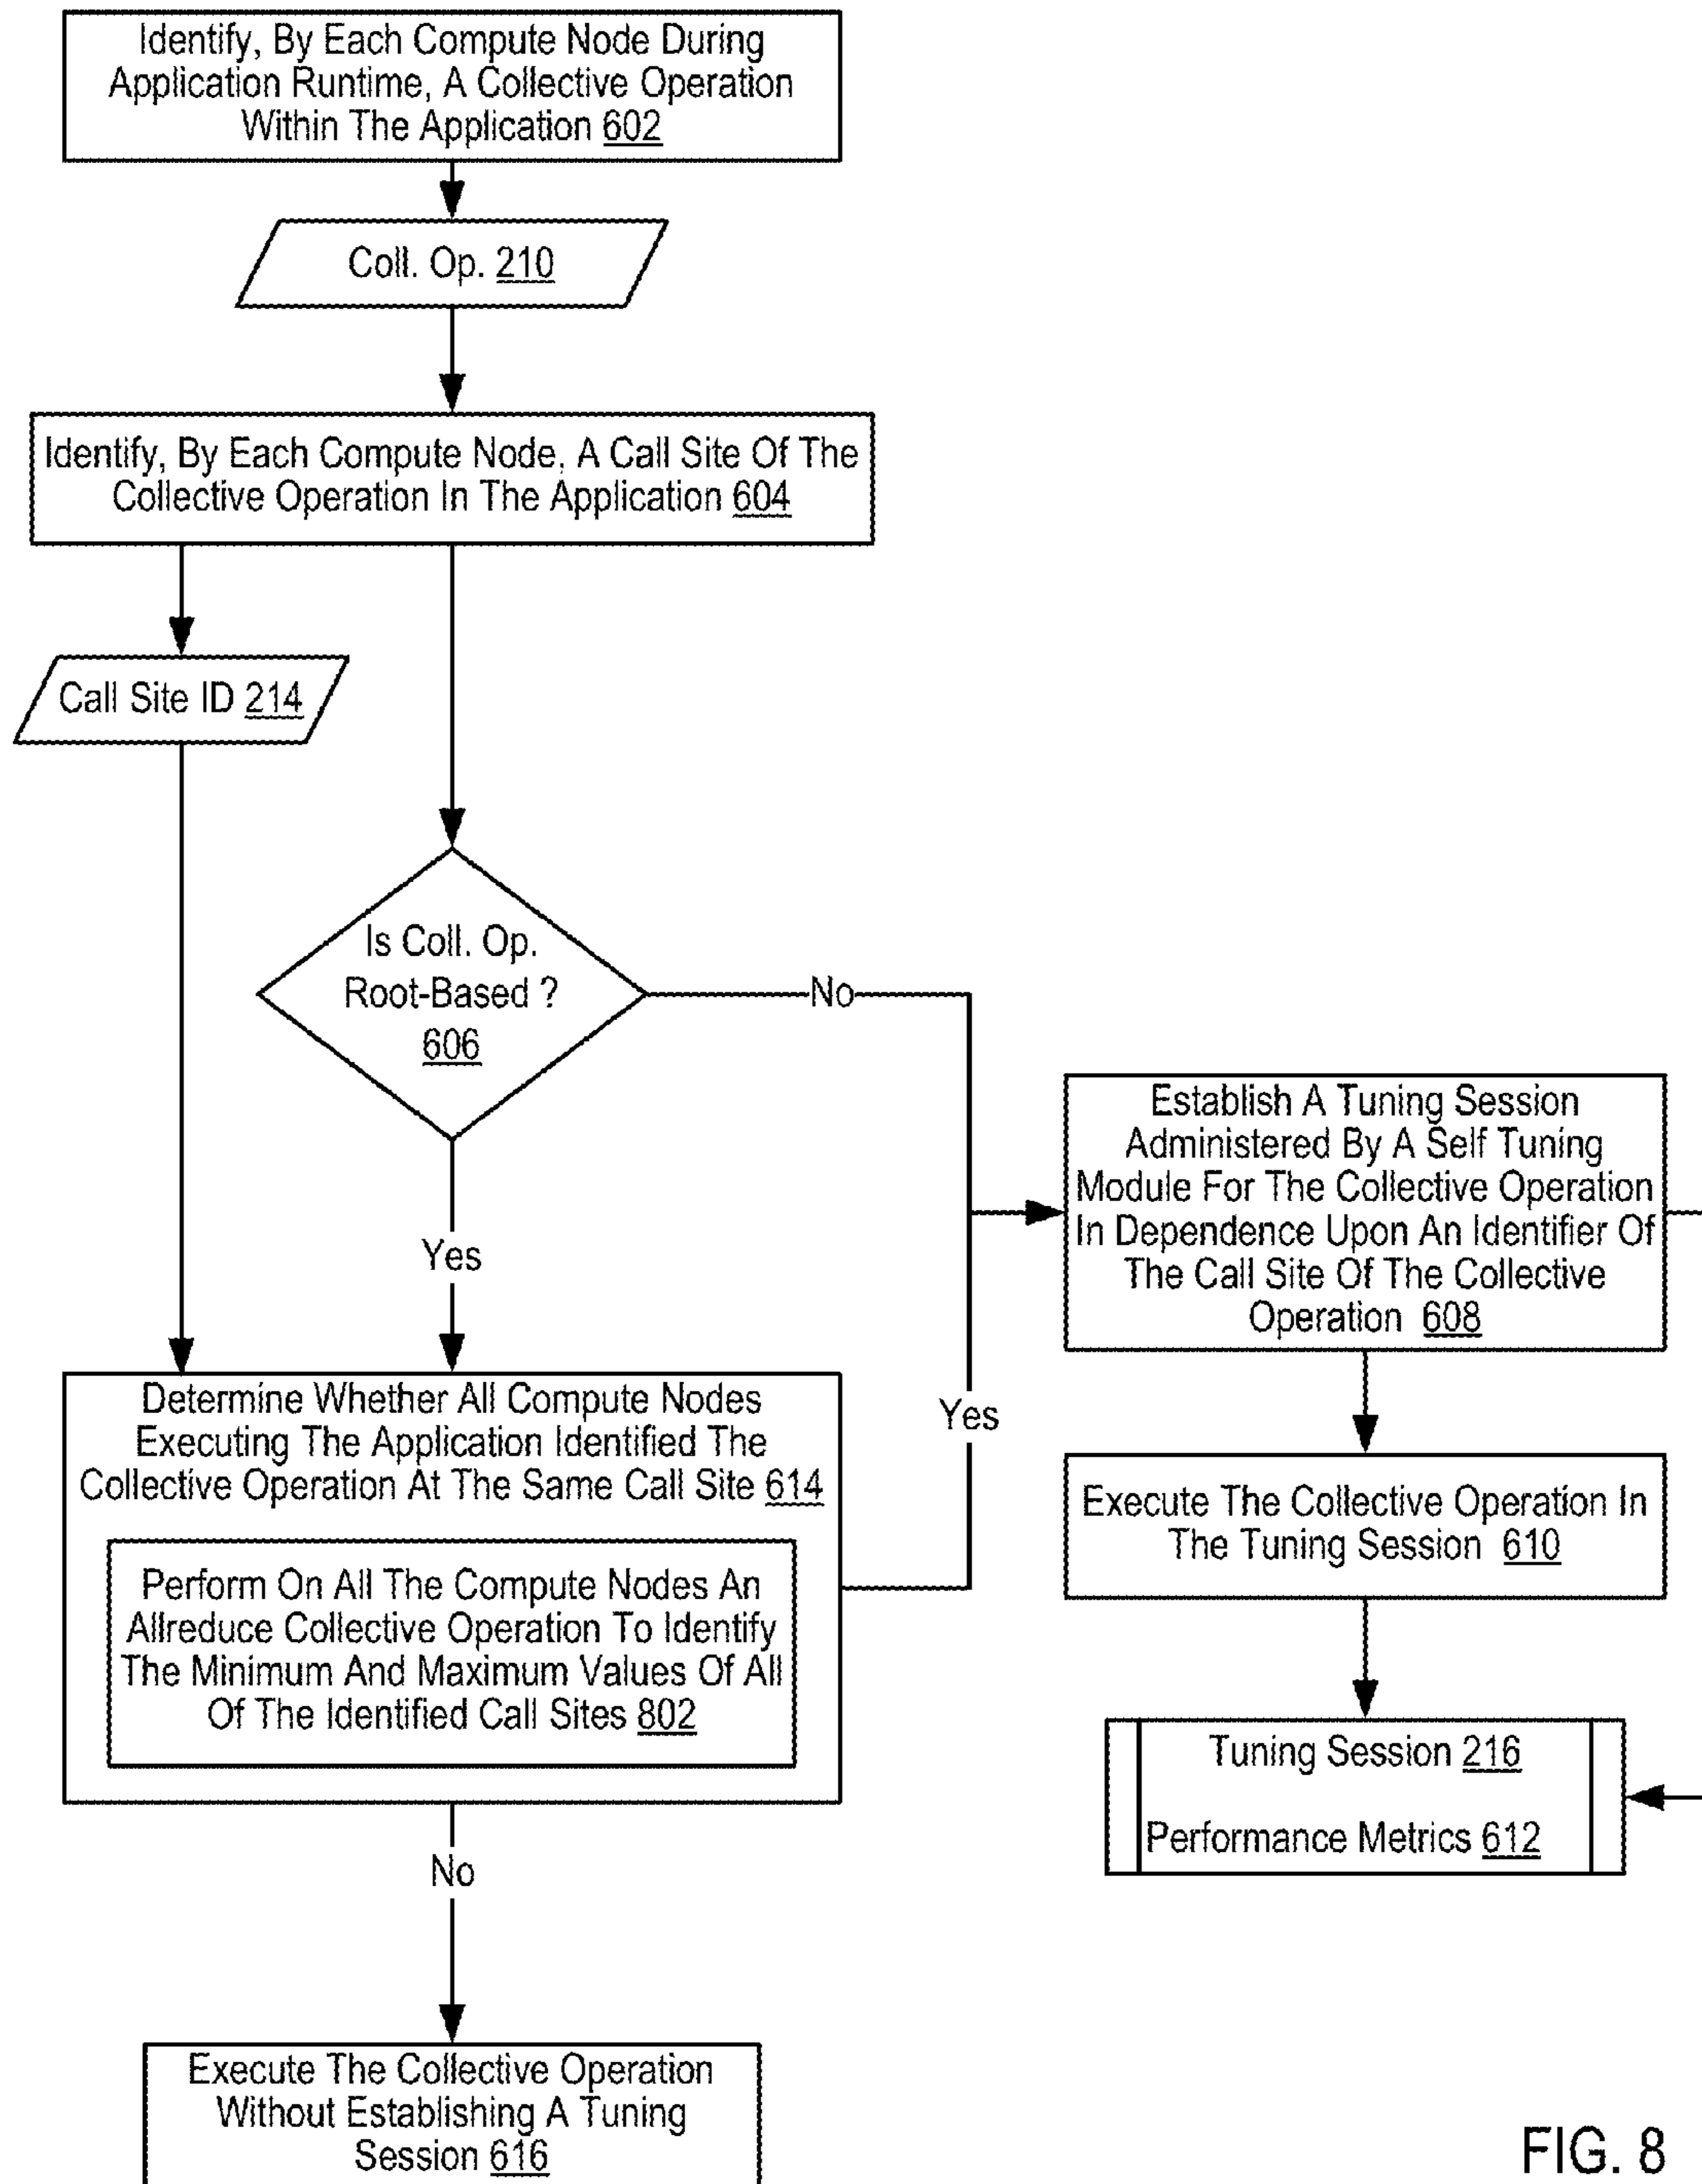 Identify, By Each Compute Node During
Application Runtime, A Collective Operation
Within The Application 602
Coll. Op. 210
Identify, By Each Compute Node, A Call Site Of The
Collective Operation In The Application 604
Call Site ID 214
Is Coll. Op.
Root-Based ?
606
No
Yes
Determine Whether All Compute Nodes
Executing The Application Identified The
Collective Operation At The Same Call Site 614
Perform On All The Compute Nodes An
Allreduce Collective Operation To Identify
The Minimum And Maximum Values Of All
Of The Identified Call Sites 802
Yes
No
Execute The Collective Operation
Without Establishing A Tuning
Session 616
Establish A Tuning Session
Administered By A Self Tuning
Module For The Collective Operation
In Dependence Upon An Identifier Of
The Call Site Of The Collective
Operation 608
Execute The Collective Operation In
The Tuning Session 610
Tuning Session 216
Performance Metrics 612
FIG. 8